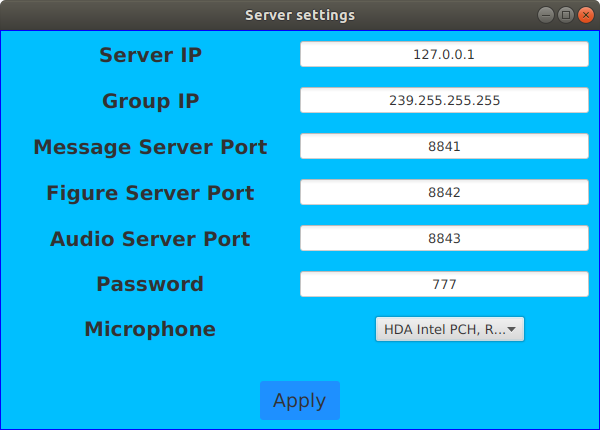 Server settings
Server IP 127.0.0.1
Group IP 239.255.255.255
Message Server Port 8841
Figure Server Port 8842
Audio Server Port 8843
Password 777
Microphone HDA Intel PCH, R...
Apply